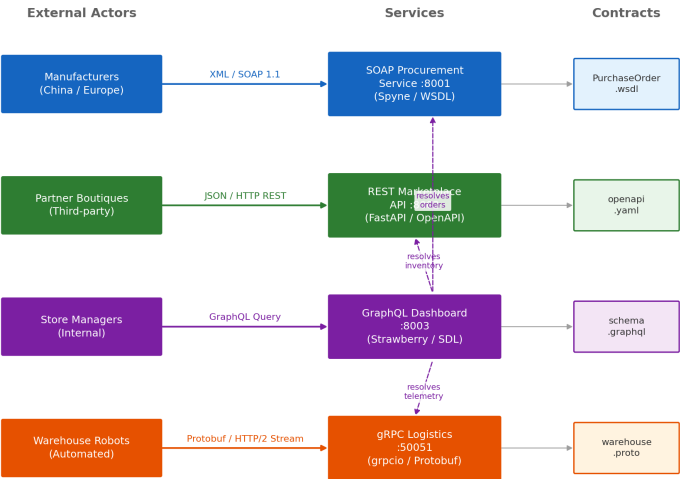 External Actors
Services
Contracts
Manufacturers
(China / Europe)
XML / SOAP 1.1
SOAP Procurement
Service :8001
(Spyne / WSDL)
PurchaseOrder
.wsdl
Partner Boutiques
(Third-party)
JSON / HTTP REST
REST
API
(FastAPI / OpenAPI)
resolves
orders
openapi
.yaml
resolves
inventory
Store Managers
(Internal)
GraphQL Query
GraphQL Dashboard
:8003
(Strawberry / SDL)
schema
.graphql
resolves
telemetry
Warehouse Robots
(Automated)
Protobuf / HTTP/2 Stream
gRPC Logistics
:50051
(grpcio / Protobuf)
warehouse
.proto